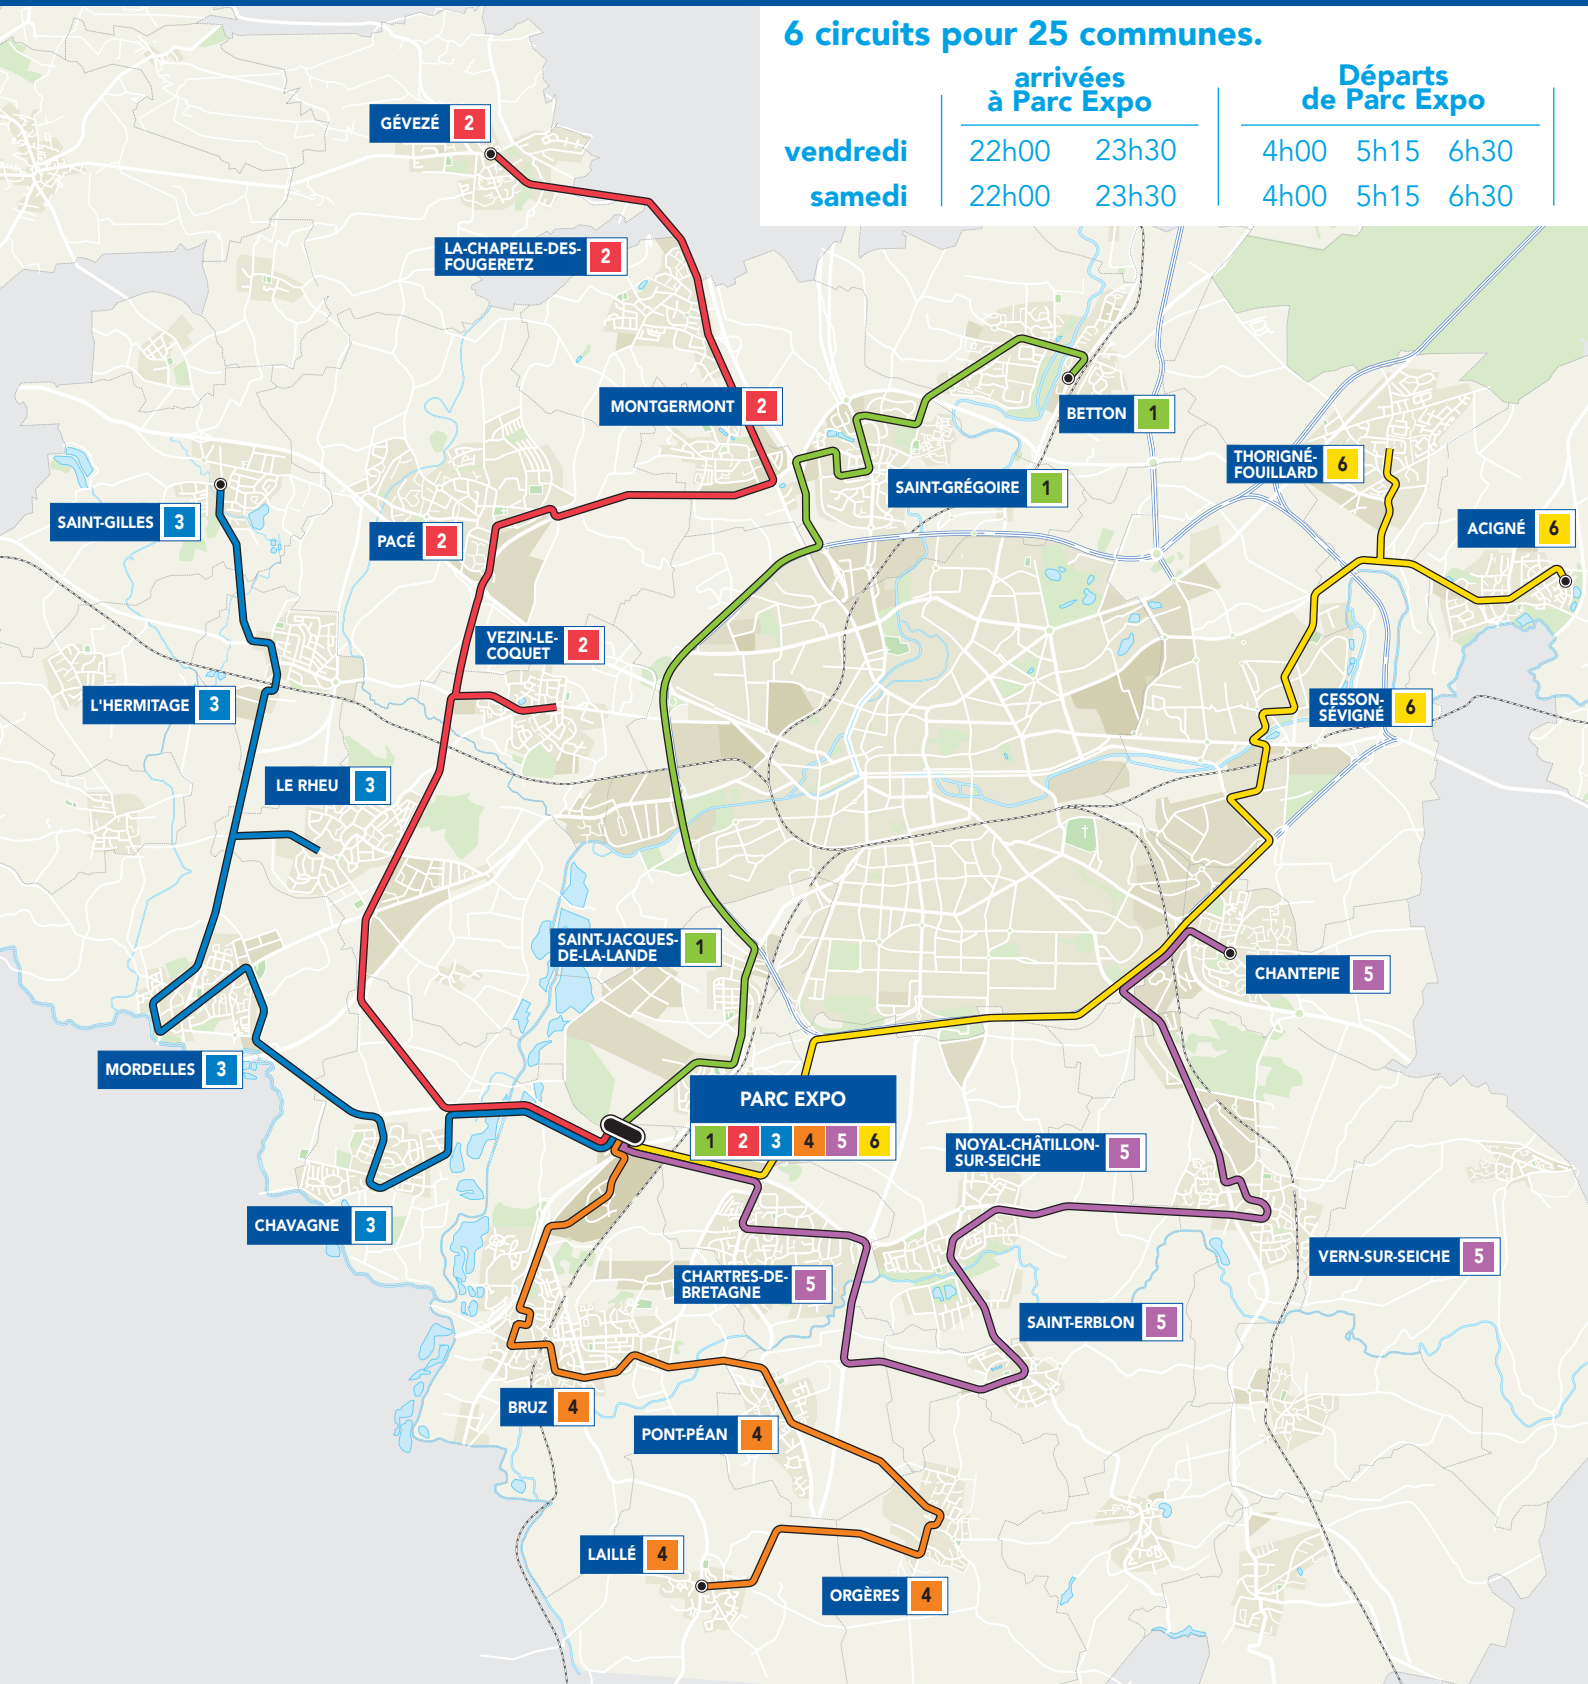 6 circuits pour 25 communes.
arrivées
à Parc Expo
Départs
de Parc Expo
vendredi 22h00 23h30 4h00 5h15 6h30
samedi 22h00 23h30 4h00 5h15 6h30
GÉVEZÉ 2
LA-CHAPELLE-DES-
FOUGERETZ 2
MONTGERMONT 2
BETTON 1
THORIGNÉ-
FOUILLARD 6
SAINT-GRÉGOIRE 1
SAINT-GILLES 3
PACÉ 2
ACIGNÉ 6
VEZIN-LE-
COQUET 2
L'HERMITAGE 3
CESSON-
SÉVIGNÉ 6
LE RHEU 3
SAINT-JACQUES-
DE-LA-LANDE 1
CHANTEPIE 5
MORDELLES 3
PARC EXPO
1 2 3 4 5 6
NOYAL-CHÂTILLON-
SUR-SEICHE 5
CHAVAGNE 3
VERN-SUR-SEICHE 5
CHARTRES-DE-
BRETAGNE 5
SAINT-ERBLON 5
BRUZ 4
PONT-PÉAN 4
LAILLÉ 4
ORGÈRES 4